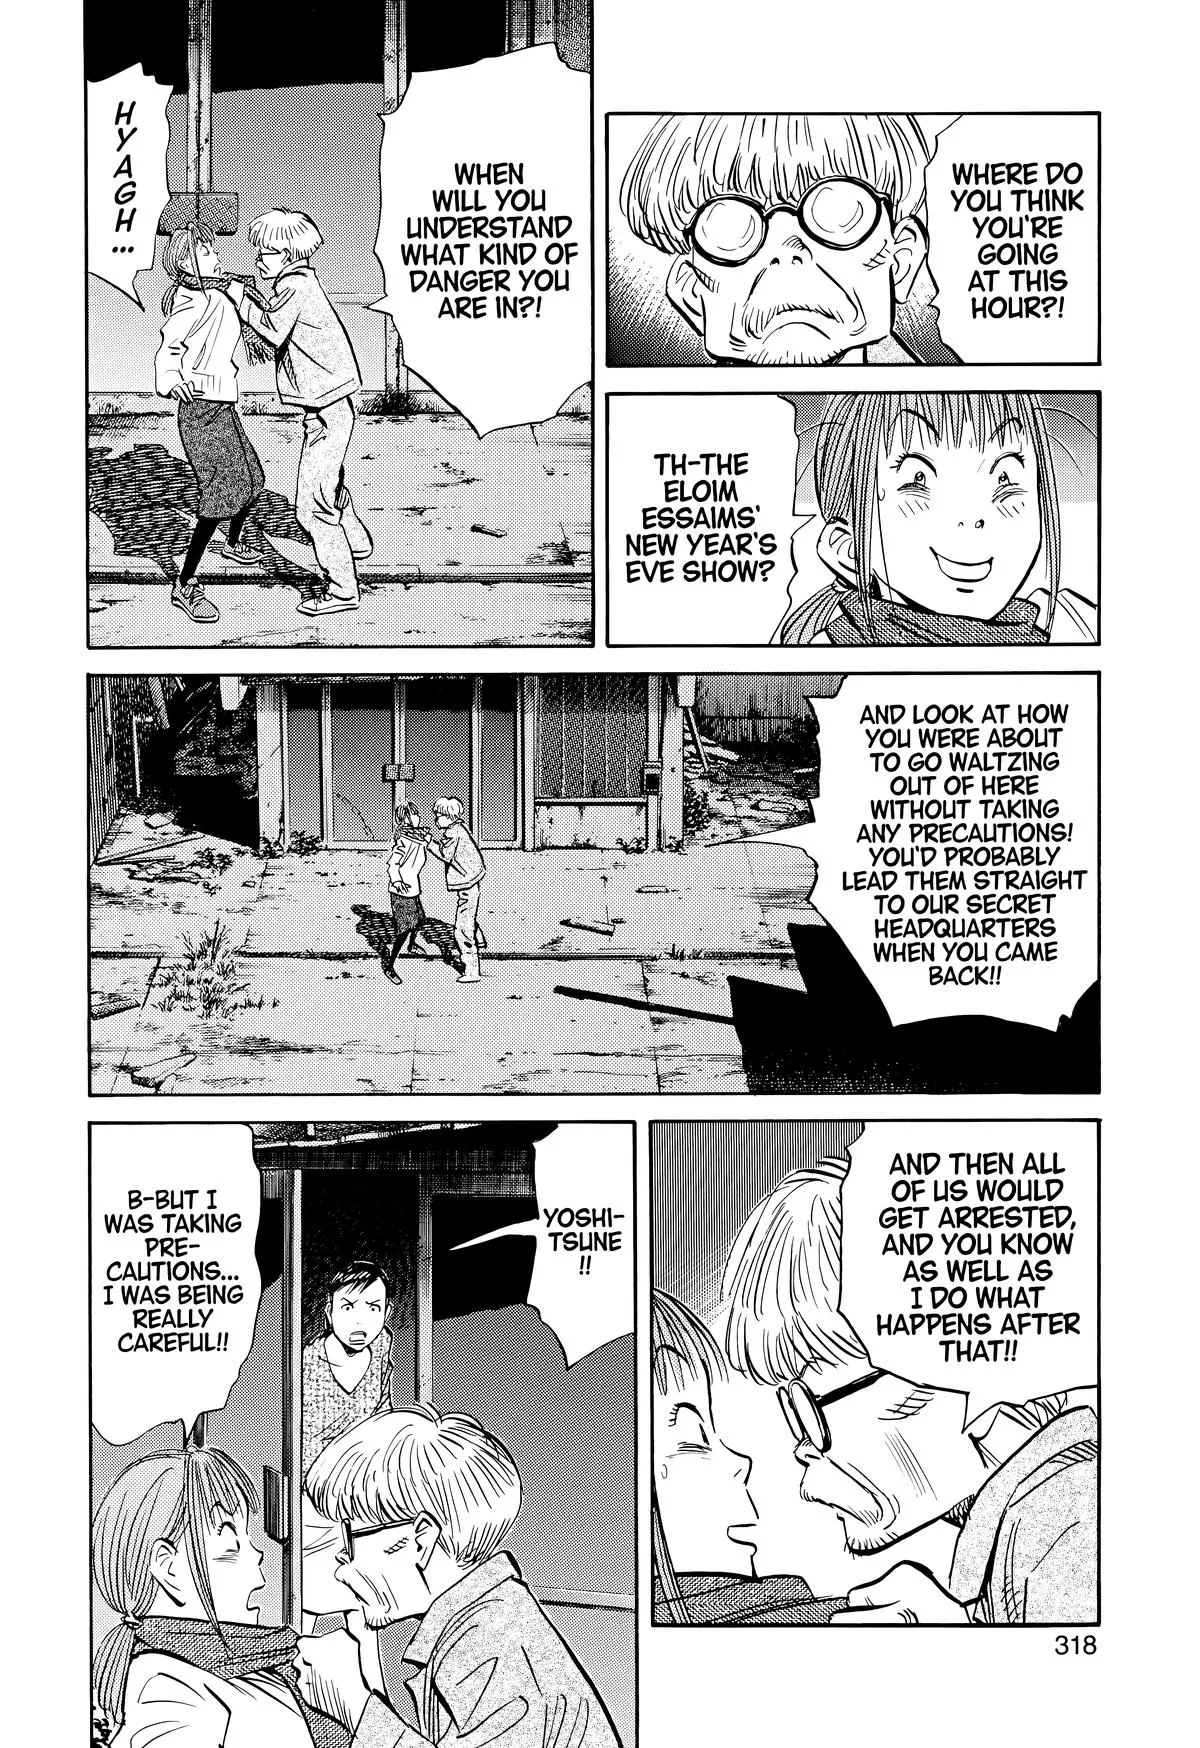 WHERE DO
YOU THINK
YOU'RE
GOING
AT THIS
HOUR?!
TH-THE
ELOIM
ESSAIMS'
NEW YEAR'S
EVE SHOW?
WHEN
WILL YOU
UNDERSTAND
WHAT KIND OF
DANGER YOU
ARE IN?!
HYAGH...
AND LOOK AT HOW
YOU WERE ABOUT
TO GO WALTZING
OUT OF HERE
WITHOUT TAKING
ANY PRECAUTIONS!
YOU'D PROBABLY
LEAD THEM STRAIGHT
TO OUR SECRET
HEADQUARTERS
WHEN YOU CAME
BACK!!
AND THEN ALL
OF US WOULD
GET ARRESTED,
AND YOU KNOW
AS WELL AS
I DO WHAT
HAPPENS AFTER
THAT!!
YOSHI-
TSUNE
!!
B-BUT I
WAS TAKING
PRE-
CAUTIONS...
I WAS BEING
REALLY
CAREFUL!!
318